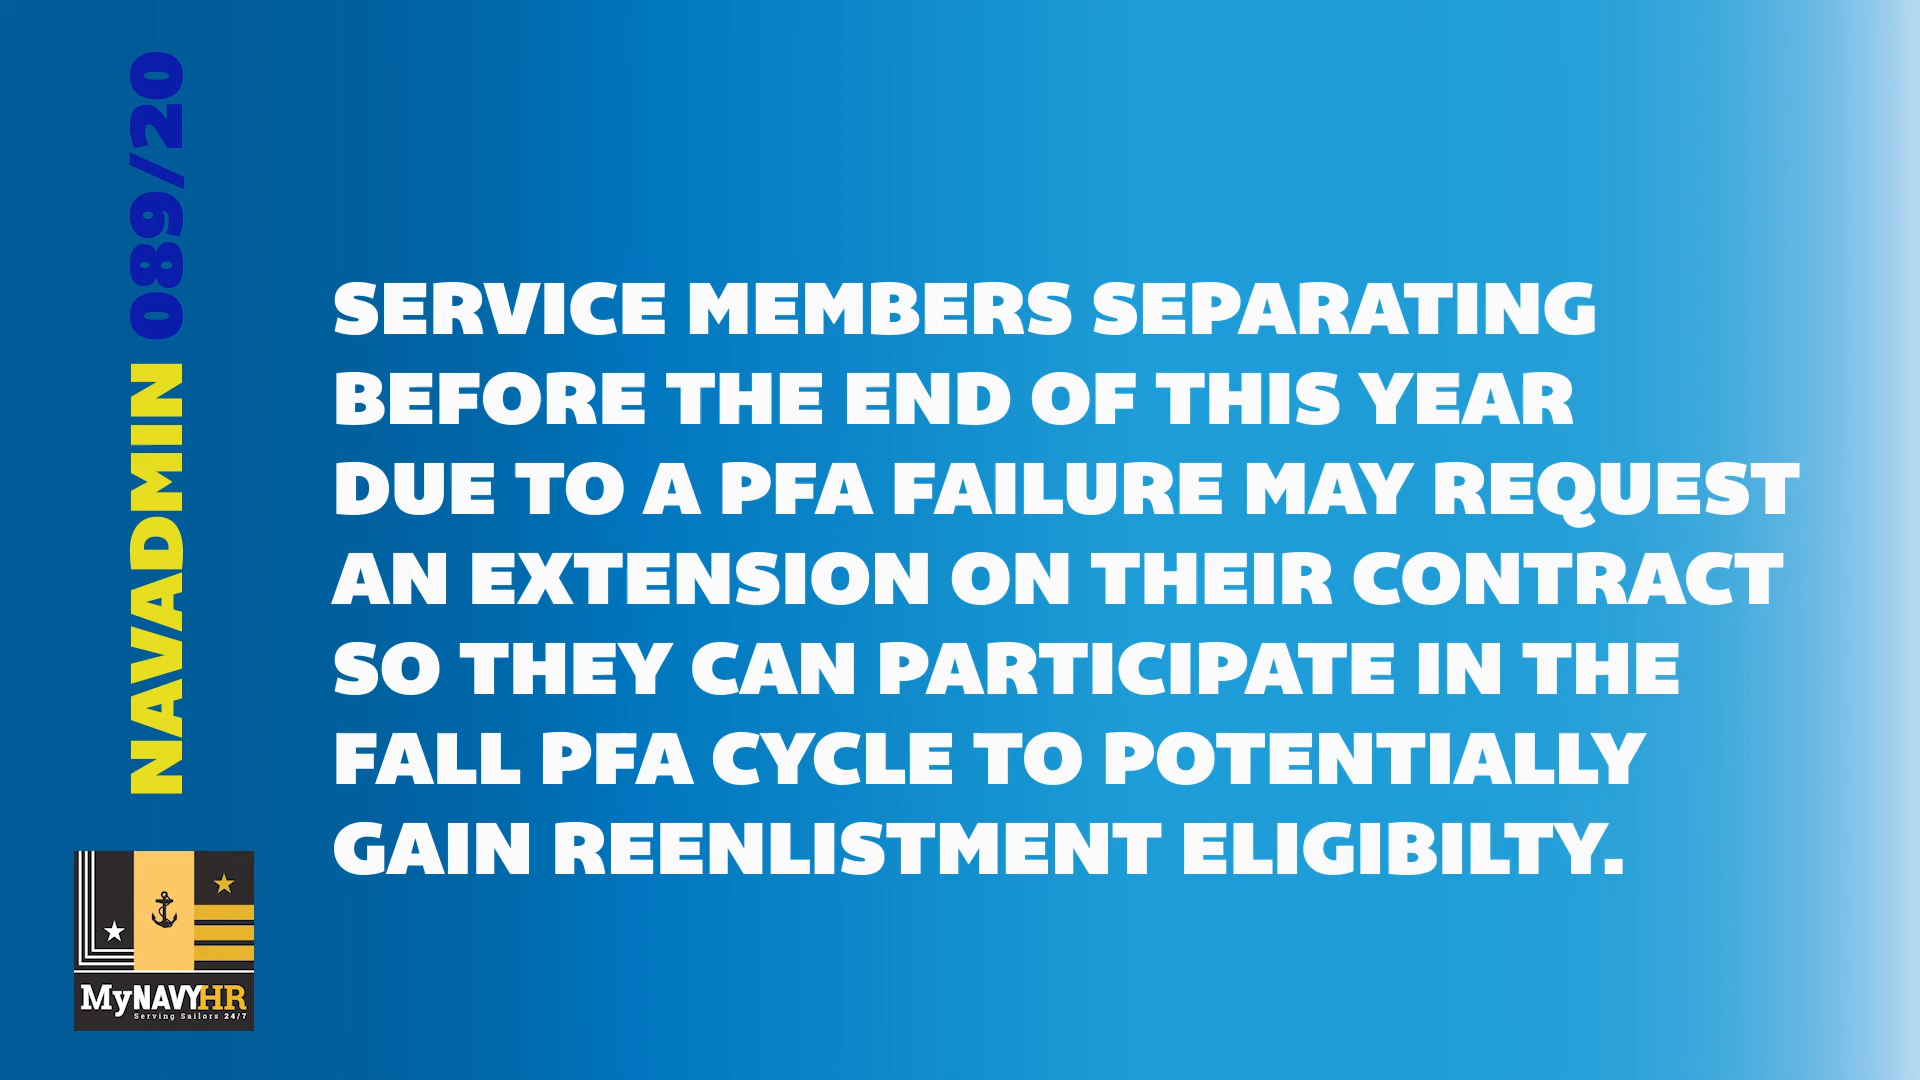 NAVADMIN 089/20
SERVICE MEMBERS SEPARATING
BEFORE THE END OF THIS YEAR
DUE TO A PFA FAILURE MAY REQUEST
AN EXTENSION ON THEIR CONTRACT
SO THEY CAN PARTICIPATE IN THE
FALL PFA CYCLE TO POTENTIALLY
GAIN REENLISTMENT ELIGIBILTY.
MyNAVYHR
Serving Sailors 24/7